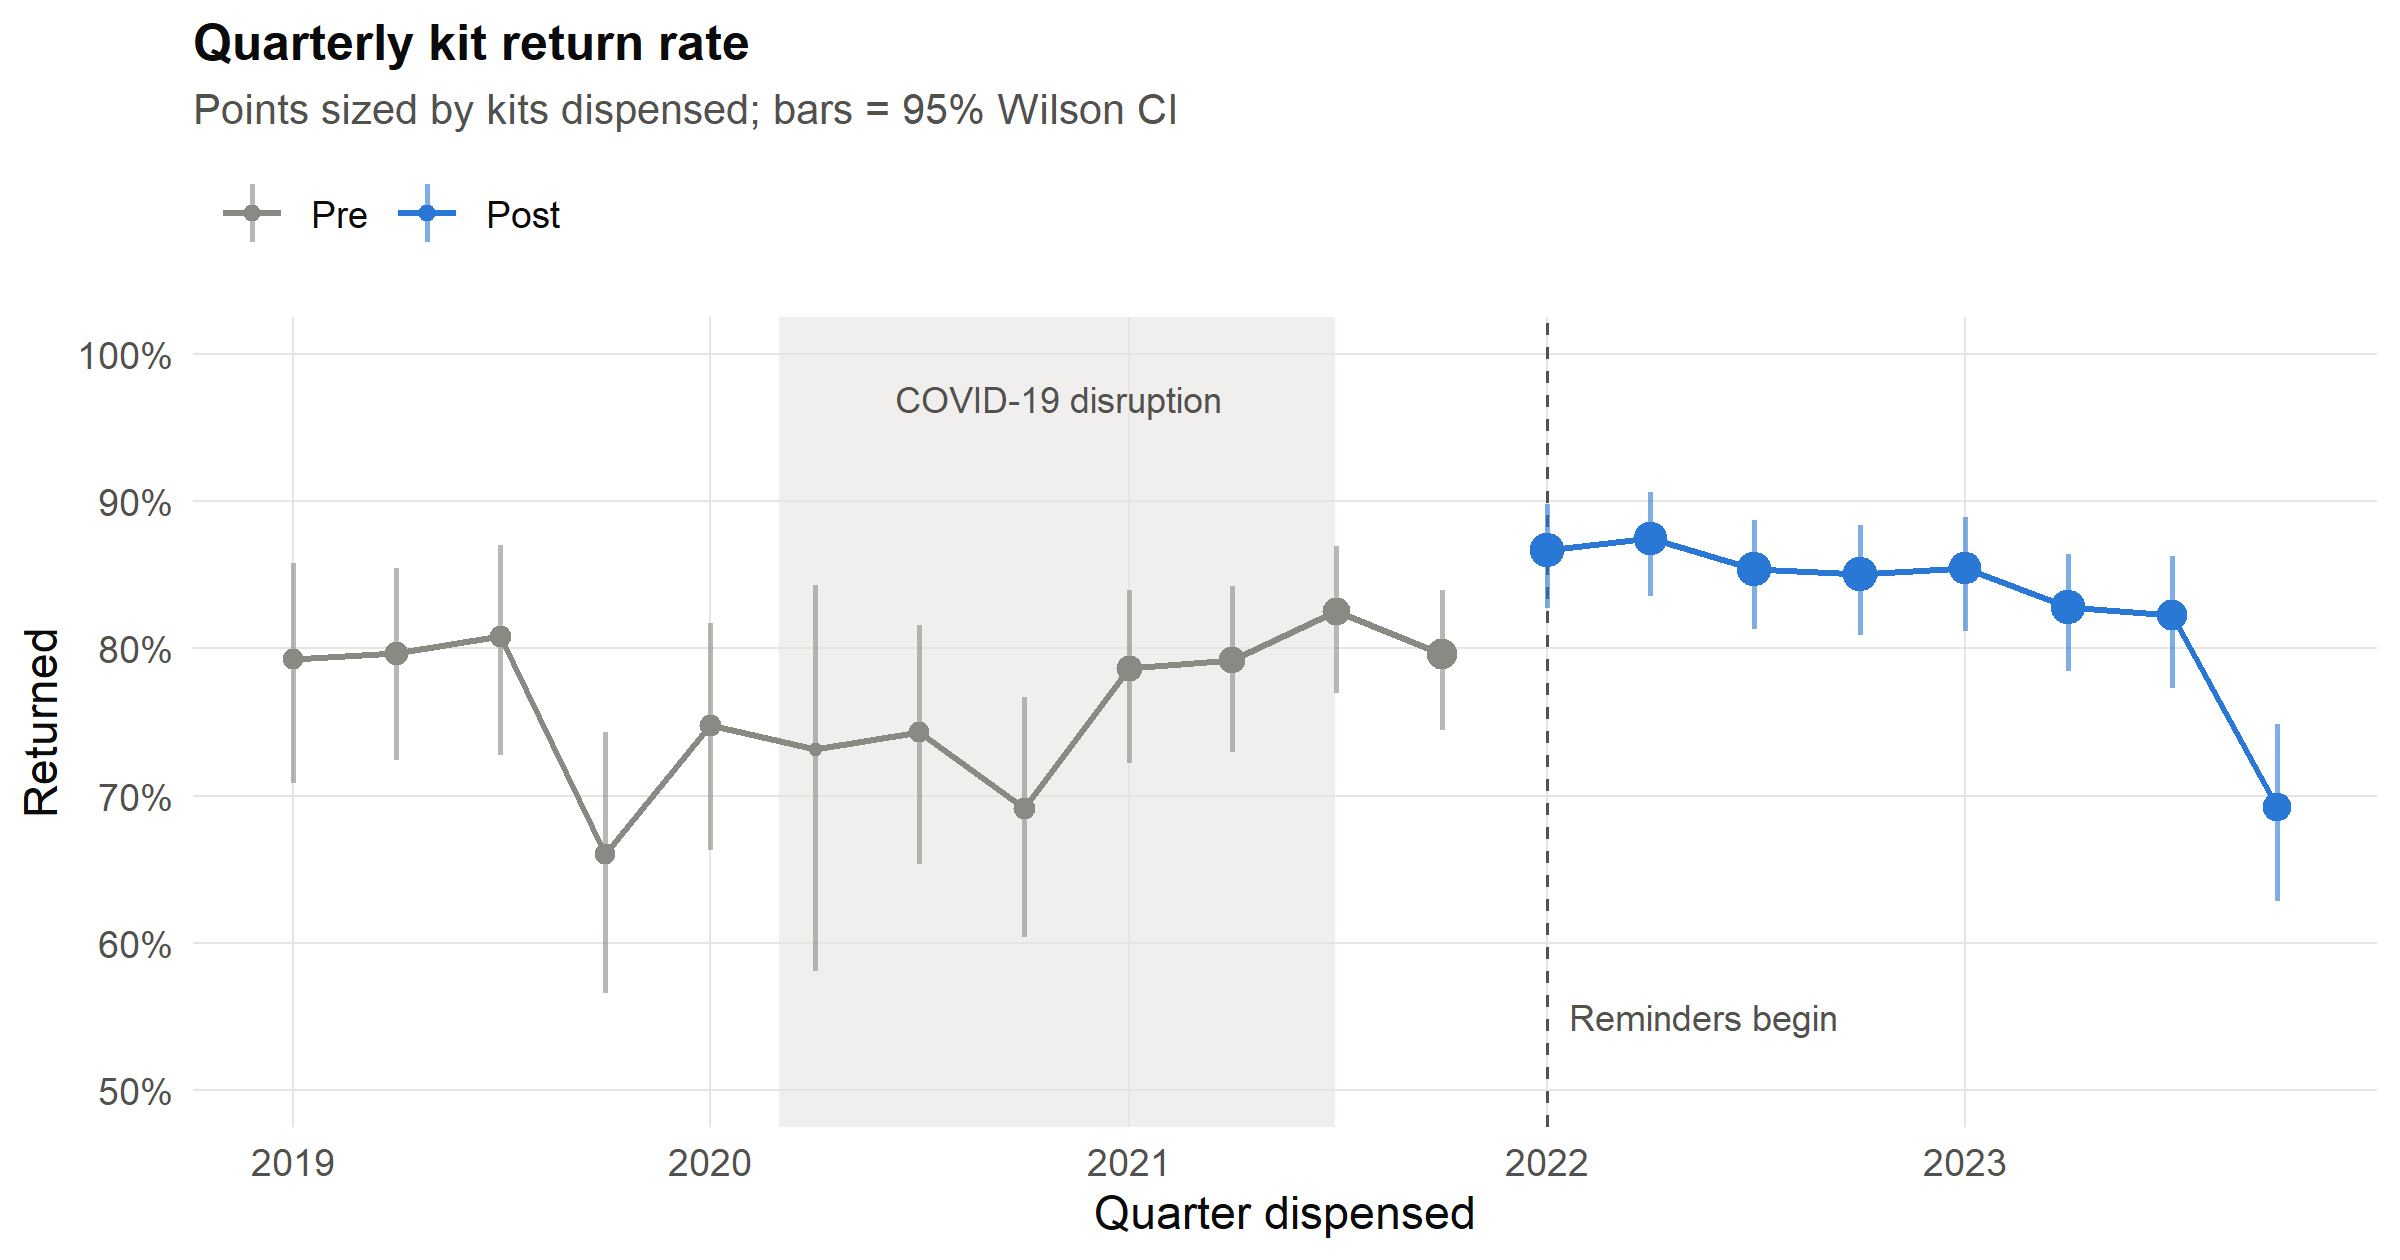 Quarterly kit return rate
Points sized by kits dispensed; bars = 95% Wilson CI
Pre Post
100%
COVID-19 disruption
90%
80%
Returned
70%
60%
Reminders begin
50%
2019 2020 2021 2022 2023
Quarter dispensed